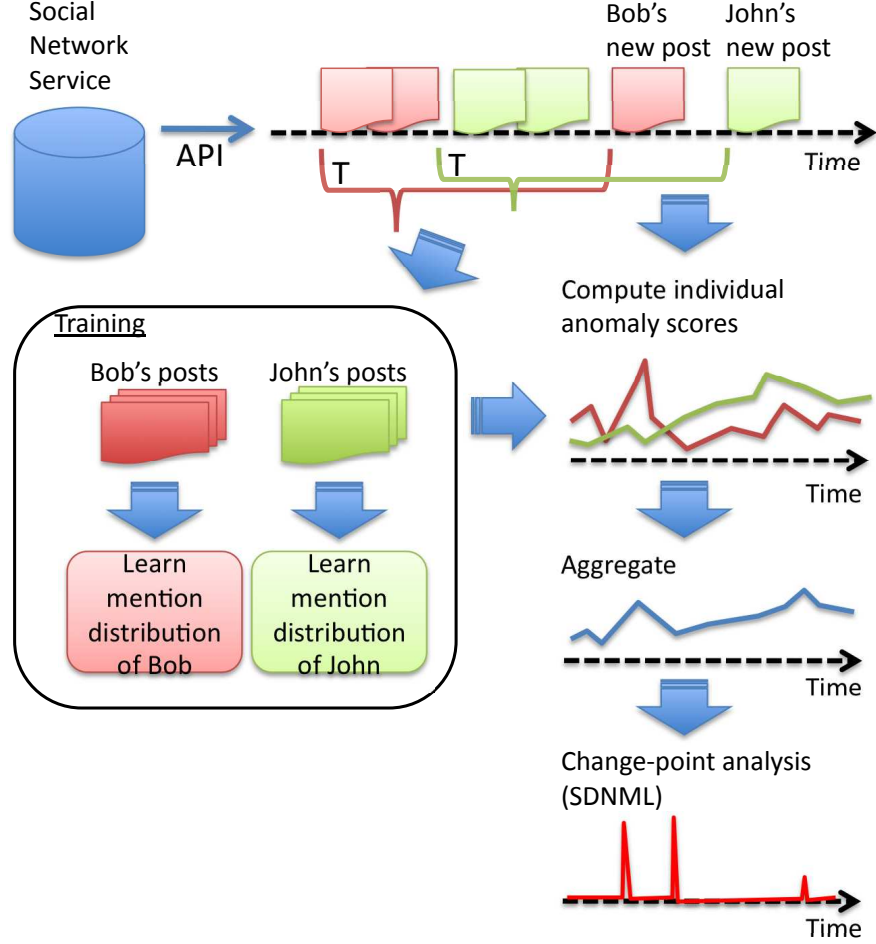 Social
Network
Service
API
Bob's
new post
John's
new post
Time
T
T
Training
Bob's posts
John's posts
Learn
mention
distribution
of Bob
Learn
mention
distribution
of John
Compute individual
anomaly scores
Time
Aggregate
Time
Change-point analysis
(SDNML)
Time